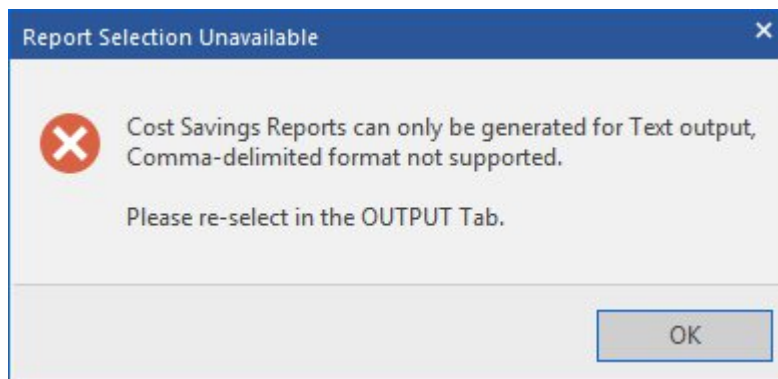 Report Selection Unavailable
Cost Savings Reports can only be generated for Text output,
Comma-delimited format not supported.
Please re-select in the OUTPUT Tab.
OK